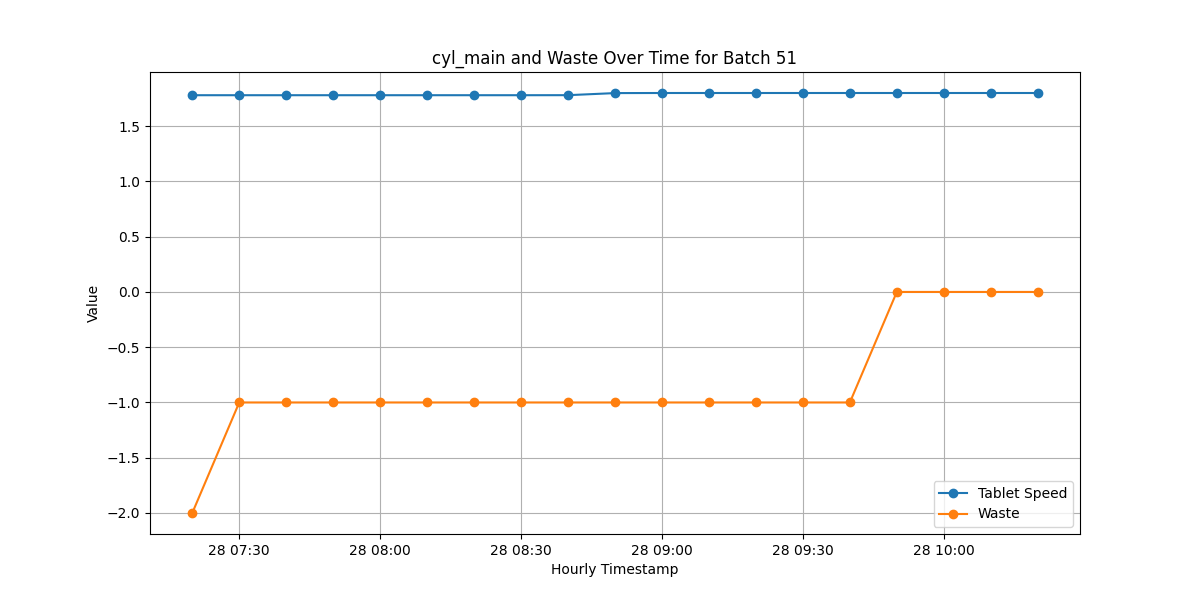 cyl_main and Waste Over Time for Batch 51
Value
1.5
1.0
0.5
0.0
−0.5
−1.0
−1.5
−2.0
Tablet Speed
Waste
28 07:30 28 08:00 28 08:30 28 09:00 28 09:30 28 10:00
Hourly Timestamp